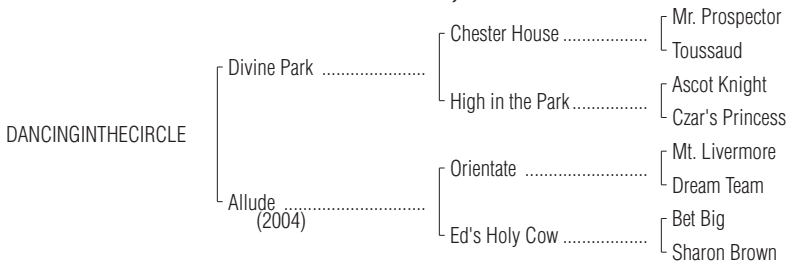 Mr. Prospector
Chester House ..................
Toussaud
Divine Park ......................
Ascot Knight
High in the Park................
Czar's Princess
DANCINGINTHECIRCLE
Mt. Livermore
Orientate ..........................
Dream Team
Allude ..............................
(2004)
Bet Big
Ed's Holy Cow ..................
Sharon Brown